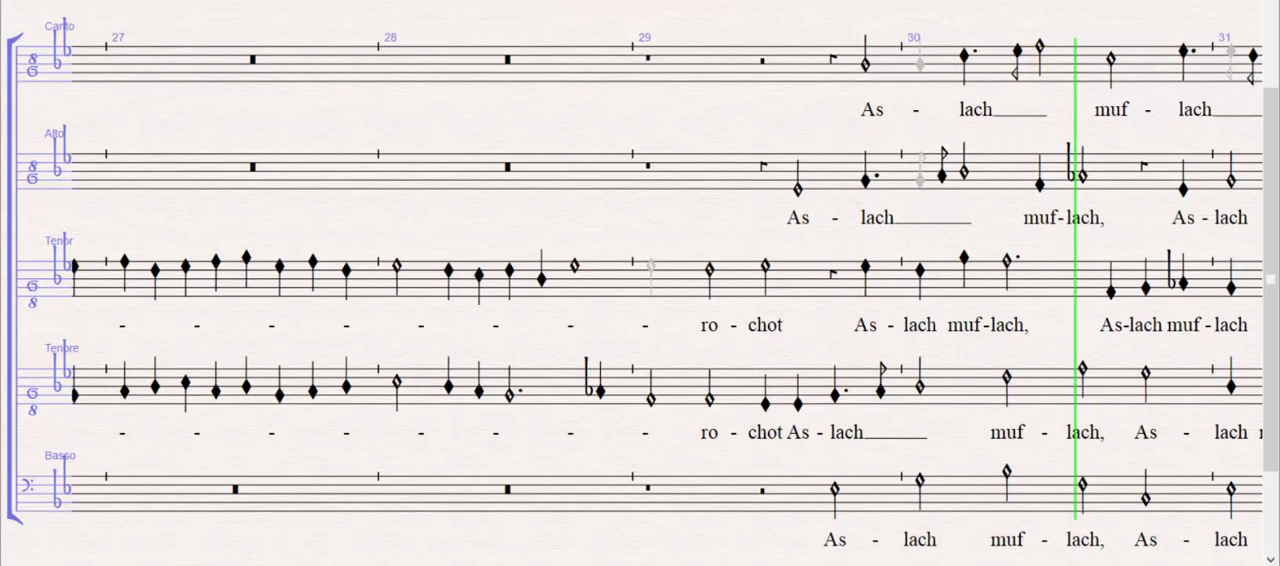 Canto
27 28 29 30 31
As - lach muf - lach
Alto
As - lach muf-lach, As - lach
Tenor
- - - - - - - - ro - chot As - lach muf-lach, As-lach muf-lach
Tenore
- - - - - - - - ro - chot As - lach muf - lach, As - lach
Basso
As - lach muf - lach, As - lach